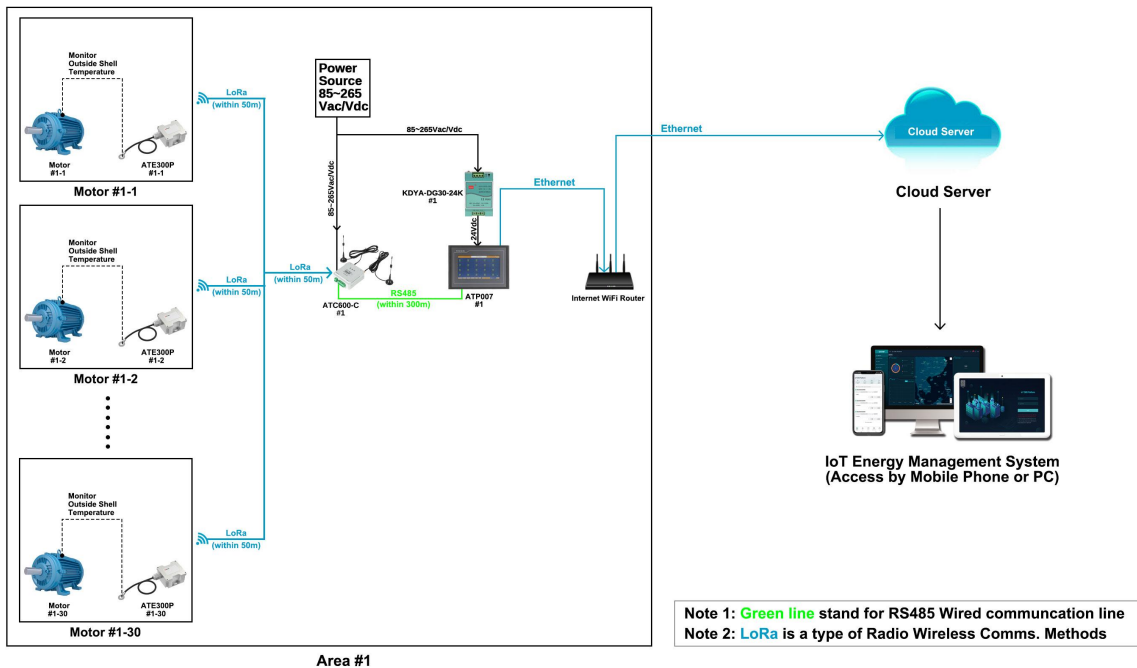 Monitor
Outside Shell
Temperature
Motor
#1-1
ATE300P
#1-1
Motor #1-1
LoRa
(within 50m)
Monitor
Outside Shell
Temperature
Motor
#1-2
ATE300P
#1-2
Motor #1-2
LoRa
(within 50m)
Monitor
Outside Shell
Temperature
Motor
#1-30
ATE300P
#1-30
Motor #1-30
LoRa
(within 50m)
LoRa
(within 50m)
Power
Source
85~265
Vac/Vdc
85~265Vac/Vdc
85~265Vac/Vdc
KDYA-DG30-24K
#1
24Vdc
ATC600-C
#1
RS485
(within 300m)
ATP007
#1
Ethernet
Internet WiFi Router
Ethernet
Cloud Server
Cloud Server
IoT Energy Management System
(Access by Mobile Phone or PC)
Note 1: Green line stand for RS485 Wired communcation line
Note 2: LoRa is a type of Radio Wireless Comms. Methods
Area #1